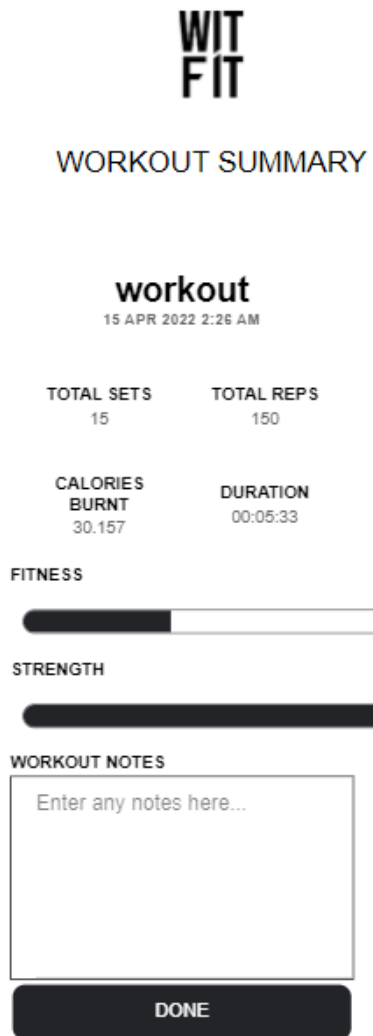 WIT
FIT
WORKOUT SUMMARY
workout
15 APR 2022 2:26 AM
TOTAL SETS
15
TOTAL REPS
150
CALORIES
BURNT
30.157
DURATION
00:05:33
FITNESS
STRENGTH
WORKOUT NOTES
Enter any notes here...
DONE